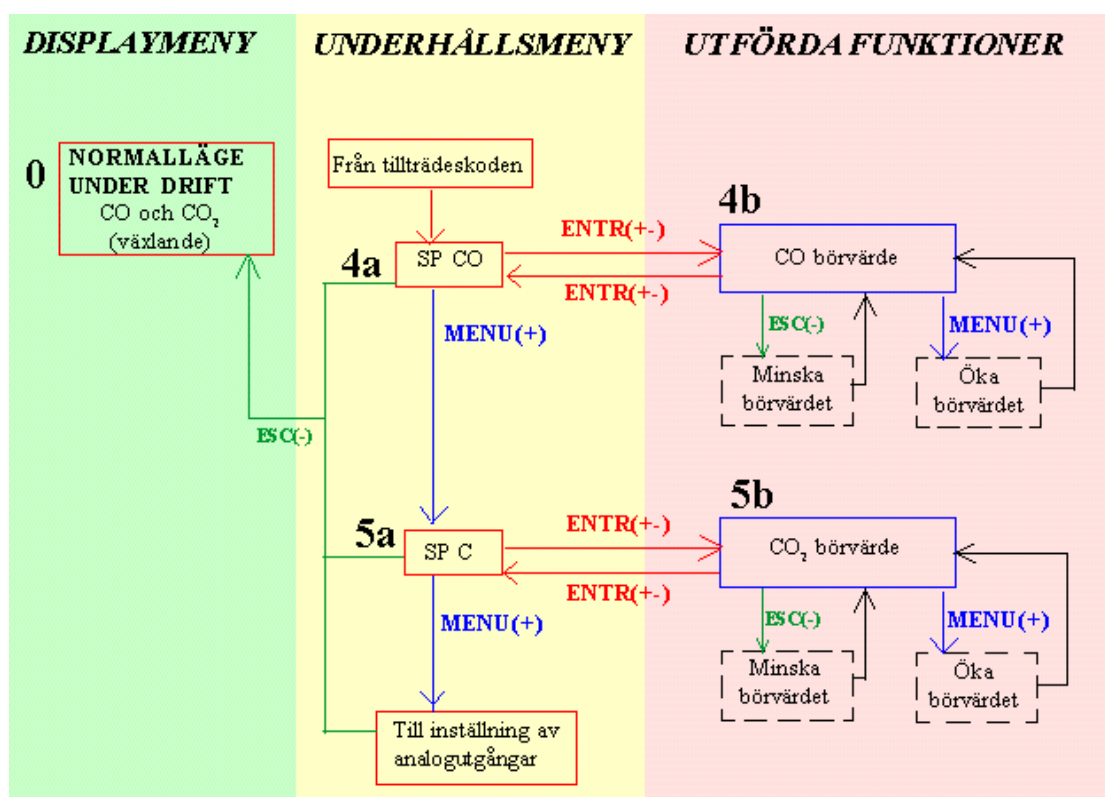 DISPLAYMENY
UNDERHÅLLSMENY
UTFÖRDA FUNKTIONER
0
NORMALLÄGE
UNDER DRIFT
CO och CO₂
(växlande)
Från tillträdeskoden
4a
SP CO
ENTR(+-)
ENTR(+-)
4b
CO börvärde
MENU(+)
ESC(-)
MENU(+)
Minska
börvärdet
Öka
börvärdet
ESC(-)
5a
SP C
ENTR(+-)
ENTR(+-)
5b
CO₂ börvärde
MENU(+)
ESC(-)
MENU(+)
Minska
börvärdet
Öka
börvärdet
Till inställning av
analogutgångar